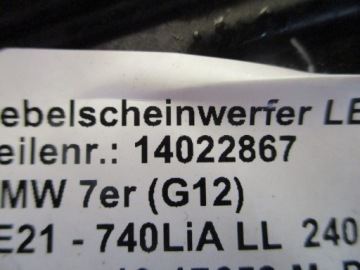 ebelscheinwerfer LE
eilenr.: 14022867
MW 7er (G12)
E21 - 740LiA LL 240